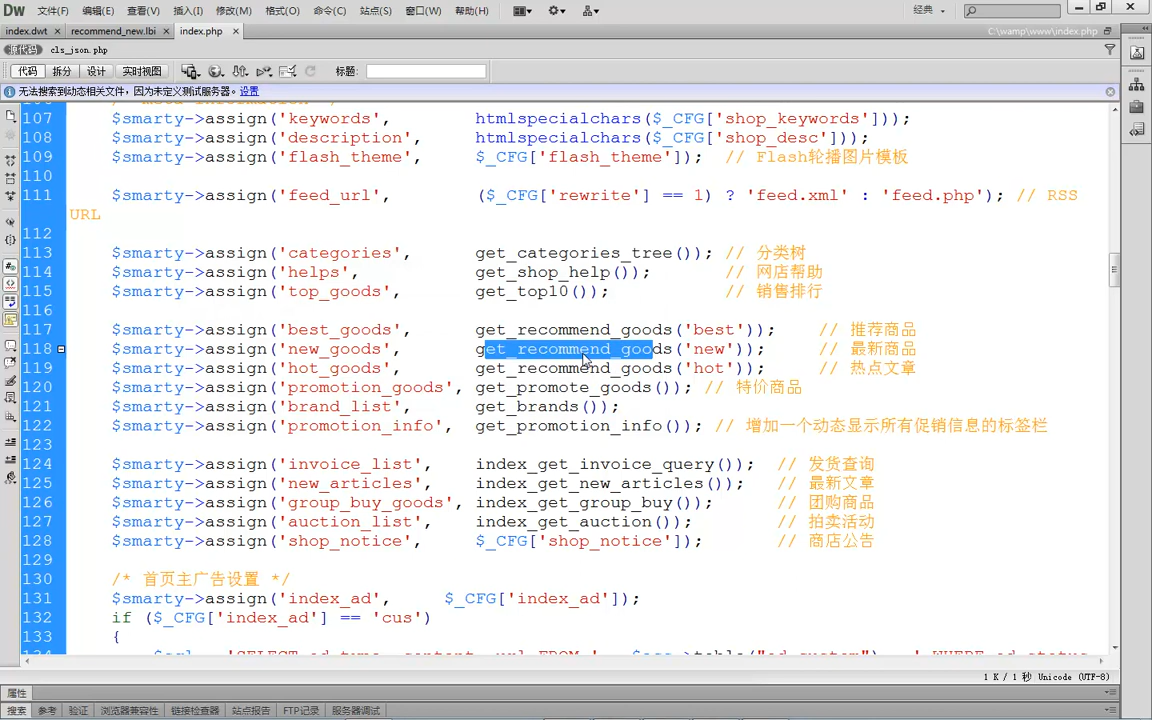 Dw 文件(F) 编辑(E) 查看(V) 插入(I) 修改(M) 格式(O) 命令(C) 站点(S) 窗口(W) 帮助(H) 经典
index.dwt × recommend_new.lbi × index.php × C:\wamp\www\index.php
源代码 cls_json.php
代码 拆分 设计 实时视图 标题:
无法搜索到动态相关文件，因为未定义测试服务器。 设置
107 $smarty->assign('keywords', htmlspecialchars($_CFG['shop_keywords']));
108 $smarty->assign('description', htmlspecialchars($_CFG['shop_desc']));
109 $smarty->assign('flash_theme', $_CFG['flash_theme']); // Flash轮播图片模板
110
111 $smarty->assign('feed_url', ($_CFG['rewrite'] == 1) ? 'feed.xml' : 'feed.php'); // RSS
URL
112
113 $smarty->assign('categories', get_categories_tree()); // 分类树
114 $smarty->assign('helps', get_shop_help()); // 网店帮助
115 $smarty->assign('top_goods', get_top10()); // 销售排行
116
117 $smarty->assign('best_goods', get_recommend_goods('best')); // 推荐商品
118 $smarty->assign('new_goods', get_recommend_goods('new')); // 最新商品
119 $smarty->assign('hot_goods', get_recommend_goods('hot')); // 热点文章
120 $smarty->assign('promotion_goods', get_promote_goods()); // 特价商品
121 $smarty->assign('brand_list', get_brands());
122 $smarty->assign('promotion_info', get_promotion_info()); // 增加一个动态显示所有促销信息的标签栏
123
124 $smarty->assign('invoice_list', index_get_invoice_query()); // 发货查询
125 $smarty->assign('new_articles', index_get_new_articles()); // 最新文章
126 $smarty->assign('group_buy_goods', index_get_group_buy()); // 团购商品
127 $smarty->assign('auction_list', index_get_auction()); // 拍卖活动
128 $smarty->assign('shop_notice', $_CFG['shop_notice']); // 商店公告
129
130 /* 首页主广告设置 */
131 $smarty->assign('index_ad', $_CFG['index_ad']);
132 if ($_CFG['index_ad'] == 'cus')
133 {
1 K / 1 秒 Unicode (UTF-8)
属性
搜索 参考 验证 浏览器兼容性 链接检查器 站点报告 FTP记录 服务器调试